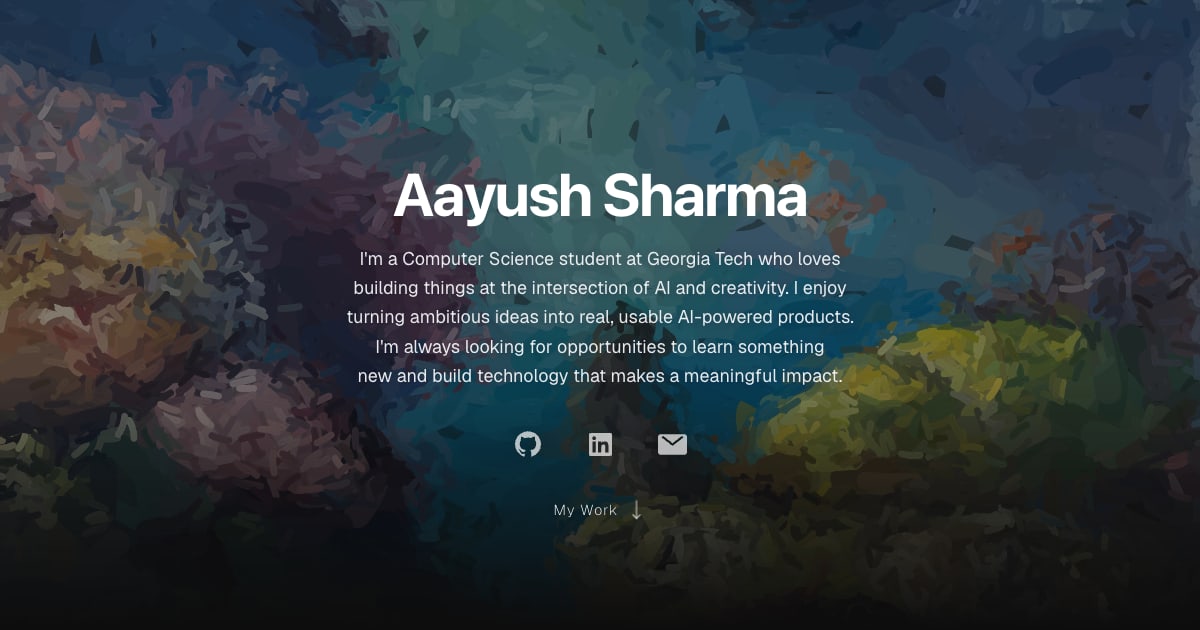 Aayush Sharma
I'm a Computer Science student at Georgia Tech who loves
building things at the intersection of AI and creativity. I enjoy
turning ambitious ideas into real, usable AI-powered products.
I'm always looking for opportunities to learn something
new and build technology that makes a meaningful impact.
in
My Work ↓